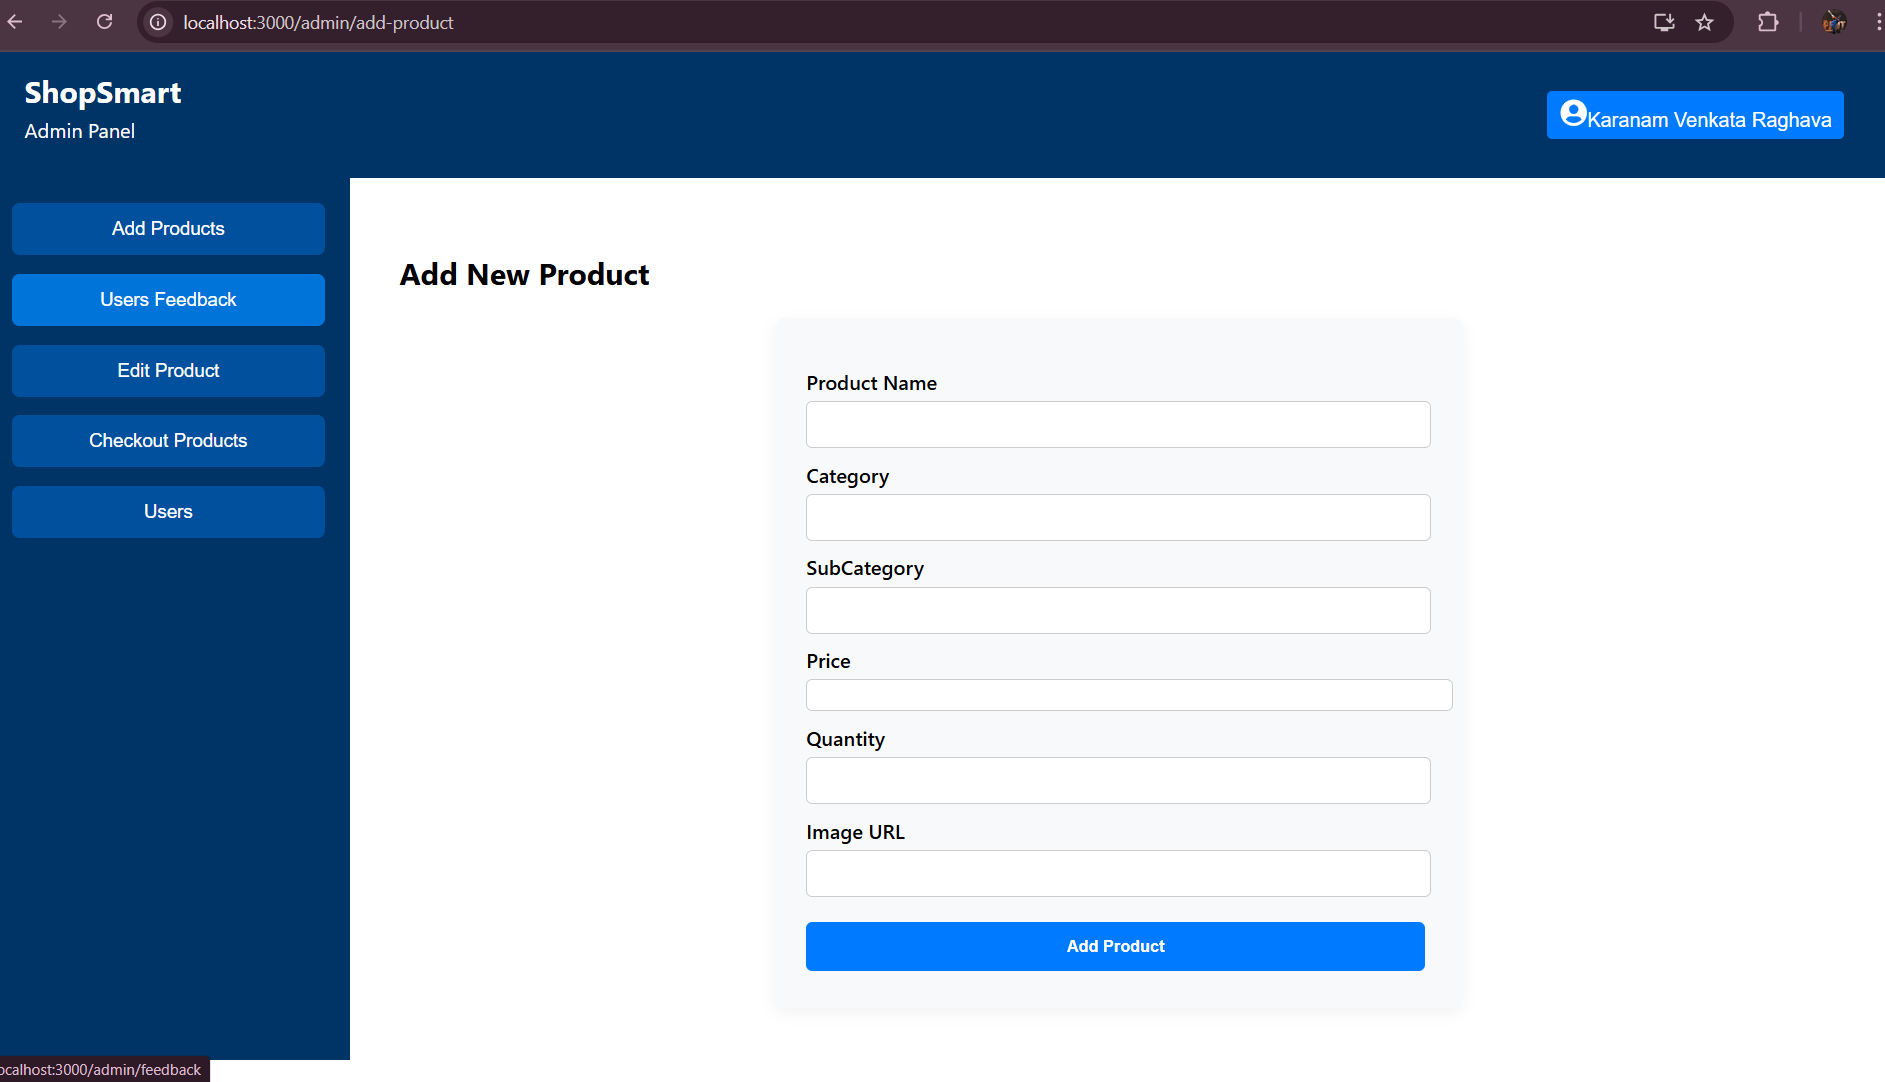 localhost:3000/admin/add-product
ShopSmart
Admin Panel
Karanam Venkata Raghava
Add Products
Users Feedback
Edit Product
Checkout Products
Users
Add New Product
Product Name
Category
SubCategory
Price
Quantity
Image URL
Add Product
ocalhost:3000/admin/feedback